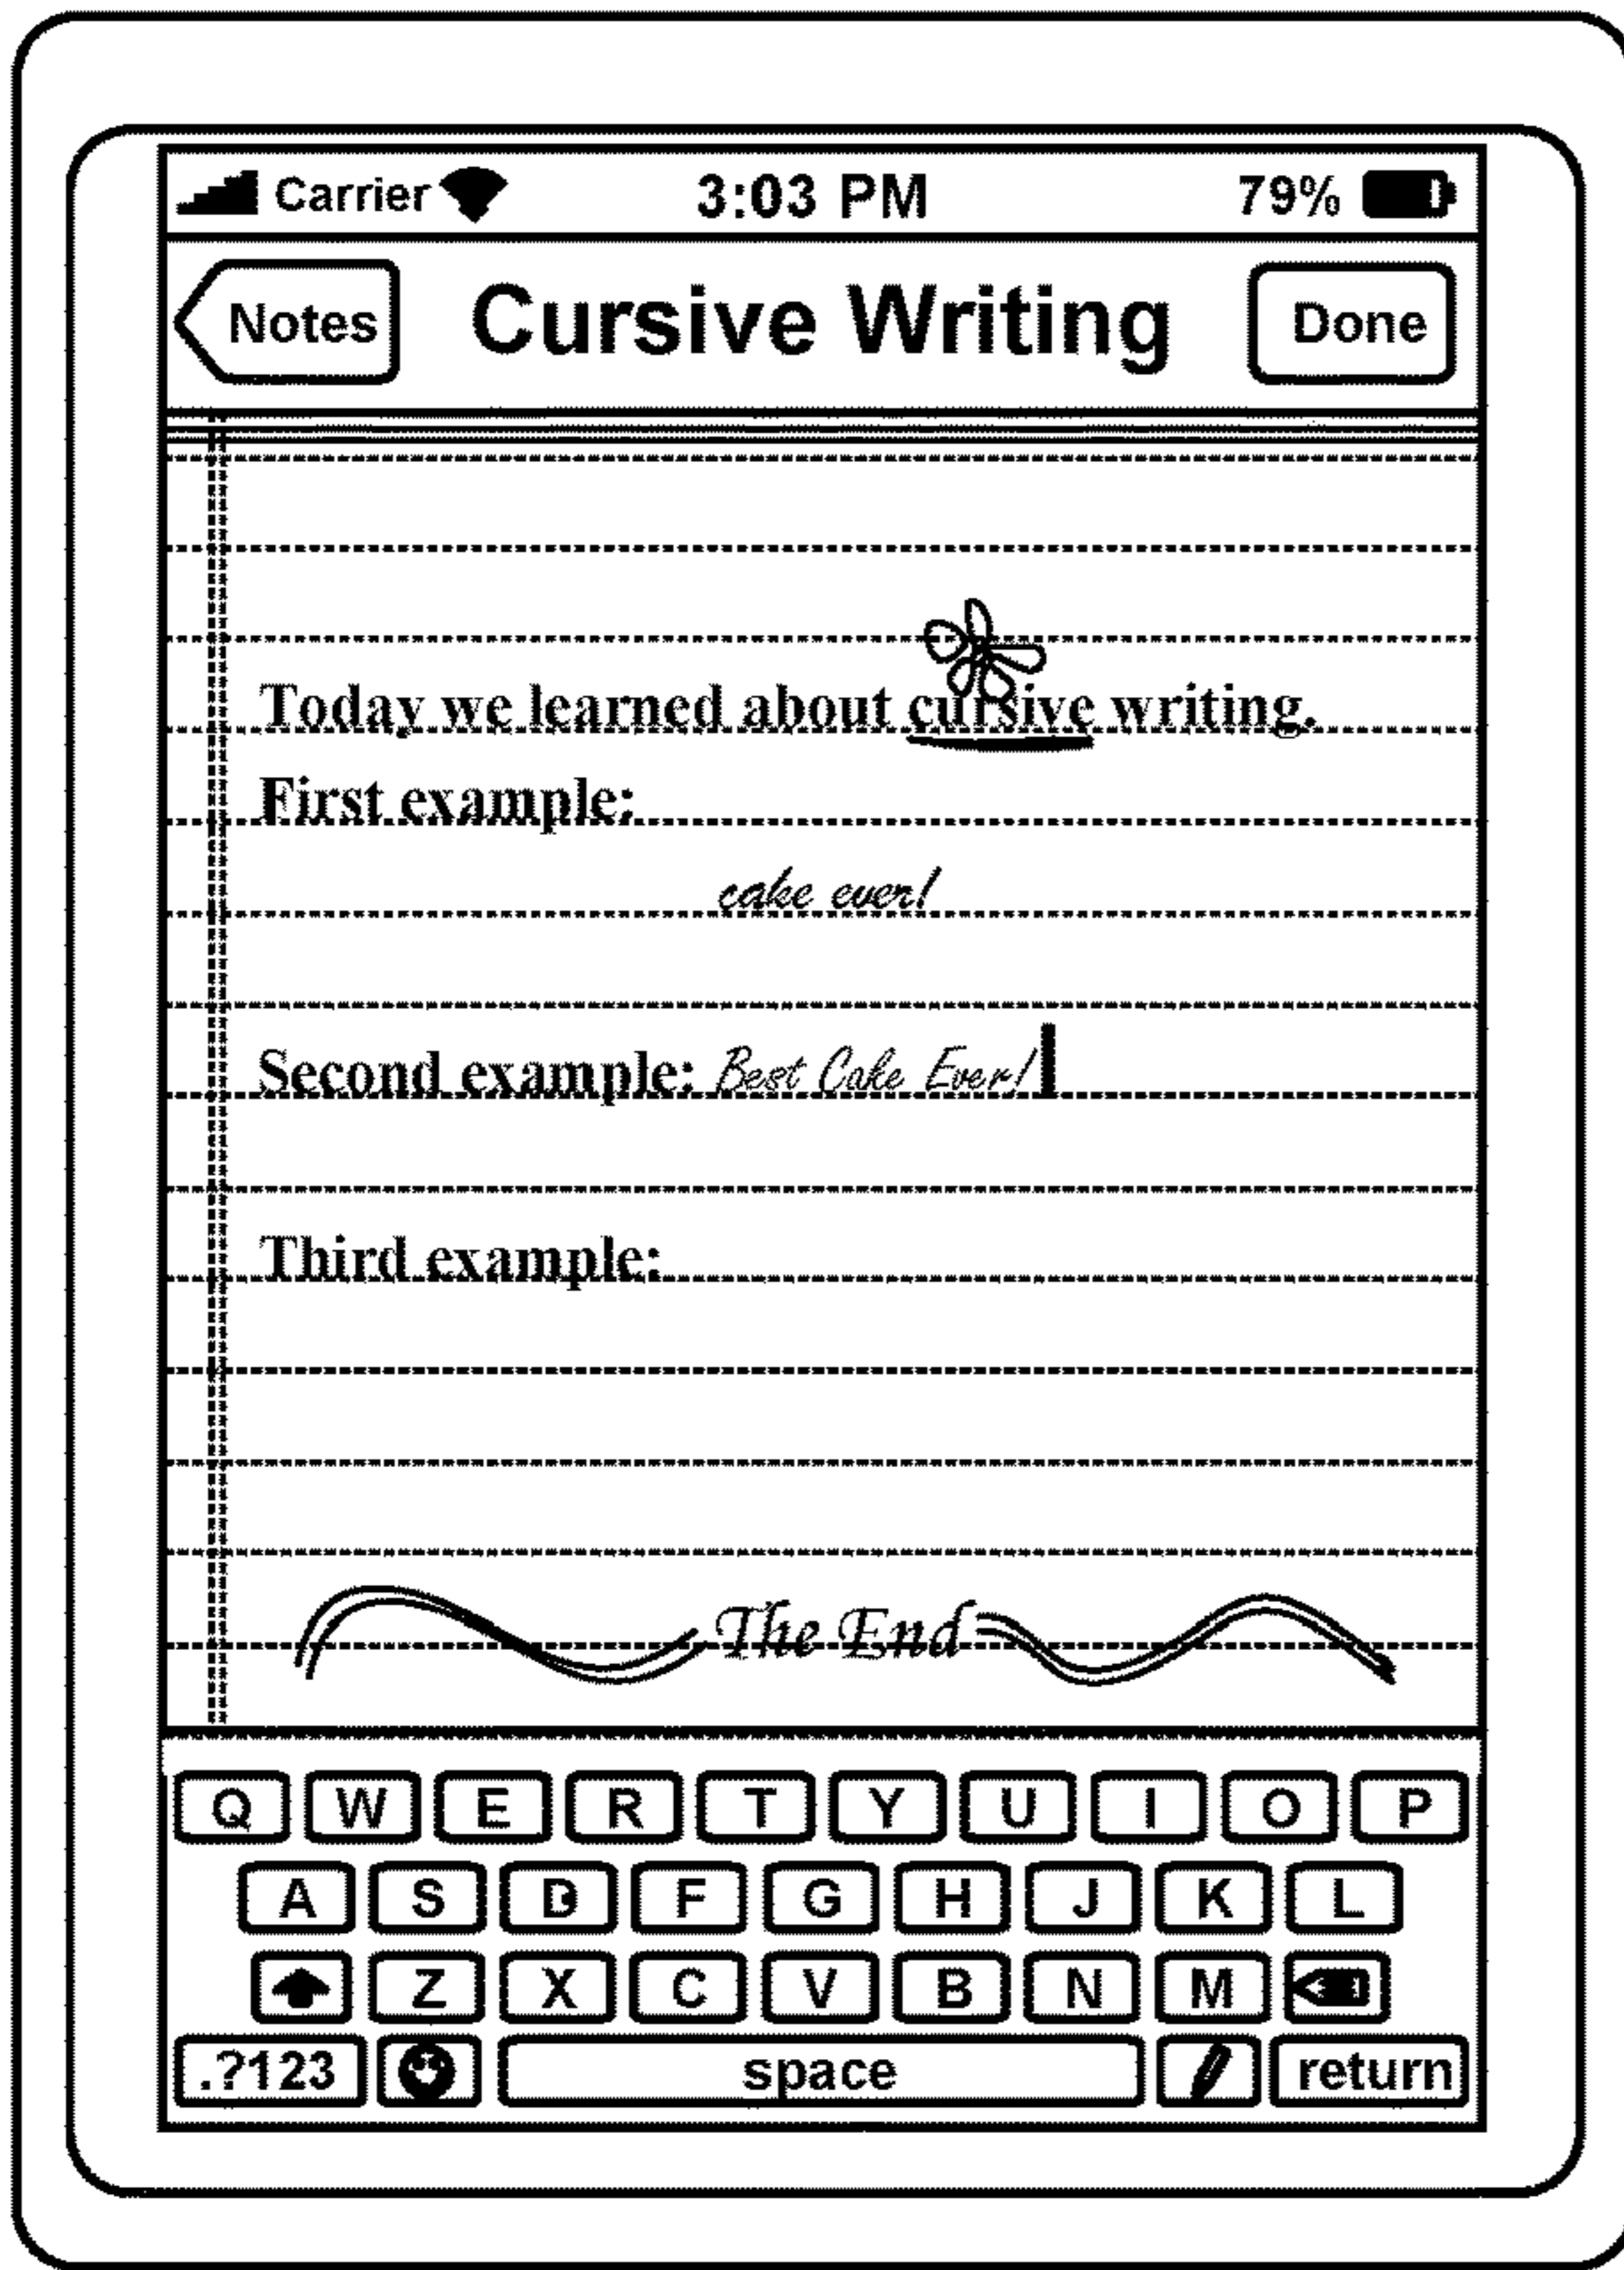 Carrier 3:03 PM 79%
Notes Cursive Writing Done
Today we learned about cursive writing.
First example:
cake ever!
Second example: Best Cake Ever!
Third example:
The End
Q W E R T Y U I O P
A S D F G H J K L
Z X C V B N M
.?123 space return